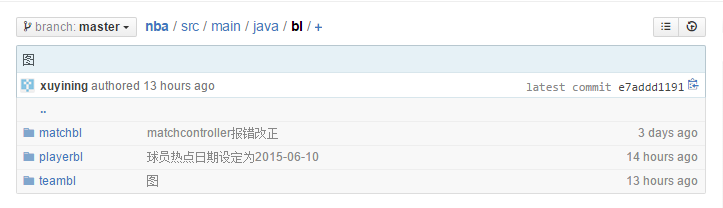 branch: master nba / src / main / java / bl / +
图
xuyining authored 13 hours ago latest commit e7addd1191
..
matchbl matchcontroller报错改正 3 days ago
playerbl 球员热点日期设定为2015-06-10 14 hours ago
teambl 图 13 hours ago